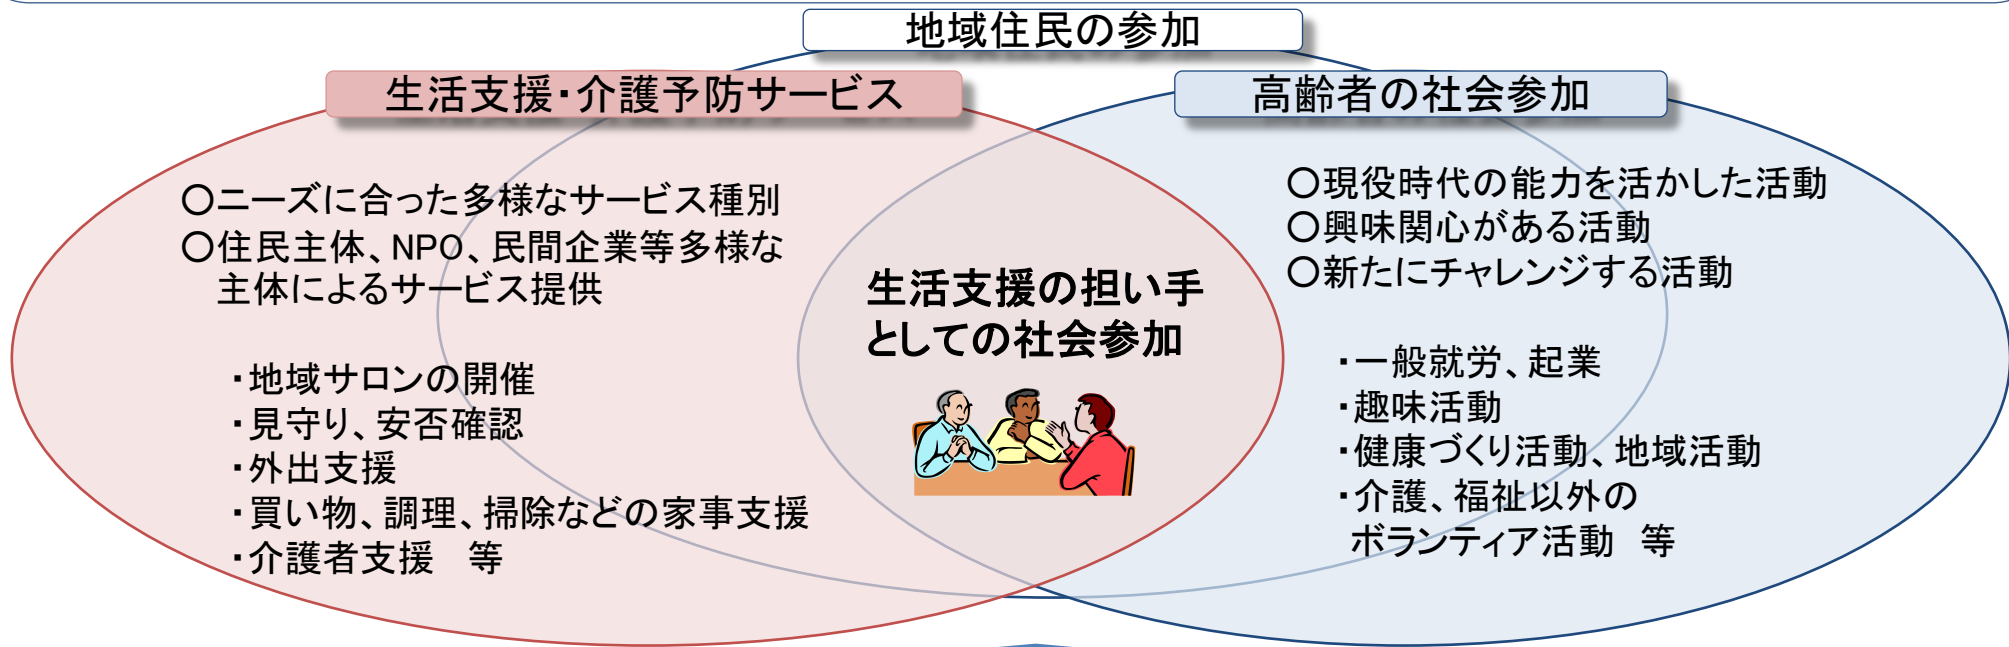 地域住民の参加
生活支援・介護予防サービス
〇ニーズに合った多様なサービス種別
〇住民主体、NPO、民間企業等多様な
主体によるサービス提供
・地域サロンの開催
・見守り、安否確認
・外出支援
・買い物、調理、掃除などの家事支援
・介護者支援　等
生活支援の担い手
としての社会参加
高齢者の社会参加
〇現役時代の能力を活かした活動
〇興味関心がある活動
〇新たにチャレンジする活動
・一般就労、起業
・趣味活動
・健康づくり活動、地域活動
・介護、福祉以外の
ボランティア活動　等